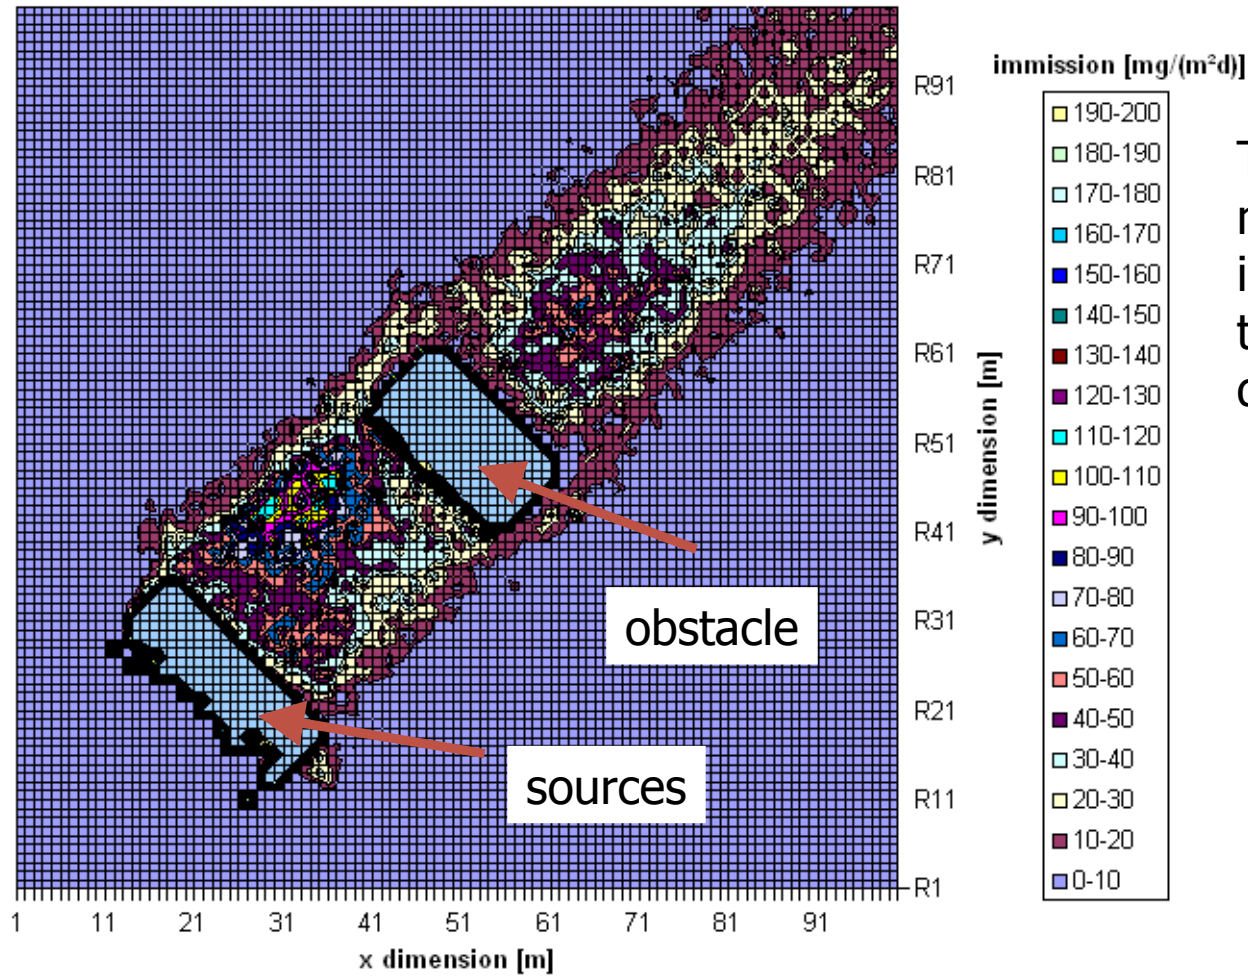 immission [mg/(m²d)]
190-200
180-190
170-180
160-170
150-160
140-150
130-140
120-130
110-120
100-110
90-100
80-90
70-80
60-70
50-60
40-50
30-40
20-30
10-20
0-10
R91
R81
R71
R61
R51
R41
R31
R21
R11
R1
y dimension [m]
obstacle
sources
1 11 21 31 41 51 61 71 81 91
x dimension [m]